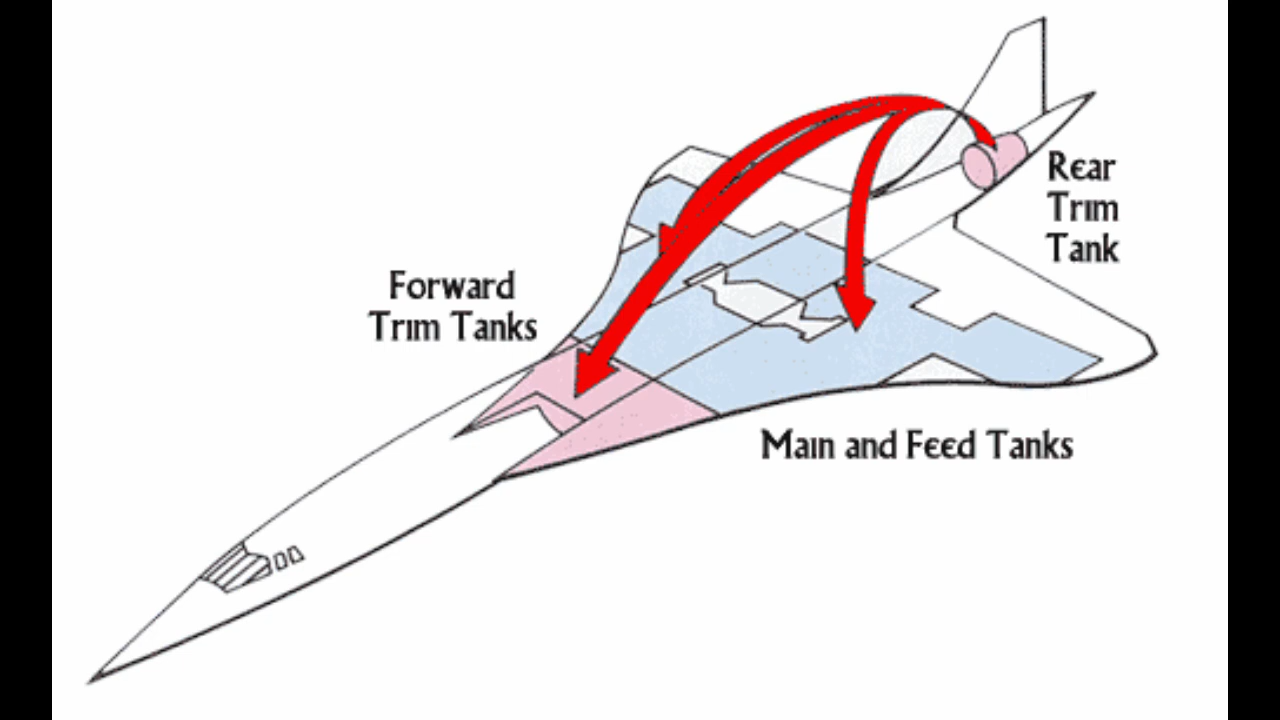 Rear
Trim
Tank
Forward
Trim Tanks
Main and Feed Tanks